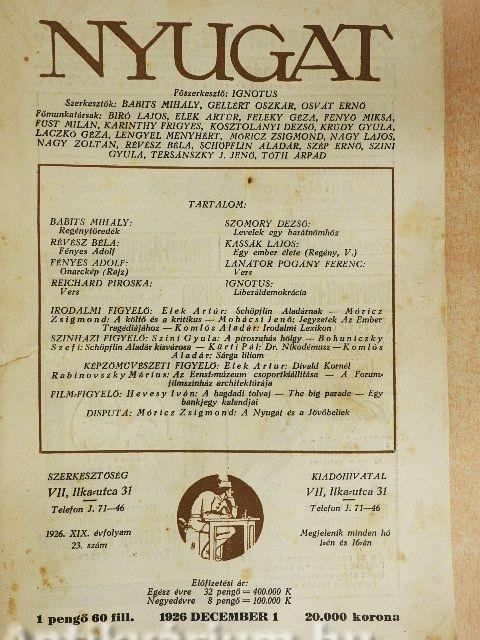 NYUGAT
Főszerkesztő: IGNOTUS
Szerkesztők: BABITS MIHÁLY, GELLÉRT OSZKÁR, OSVÁT ERNŐ
Főmunkatársak: BIRÓ LAJOS, ELEK ARTUR, FELEKY GÉZA, FENYŐ MIKSA,
FÜST MILÁN, KARINTHY FRIGYES, KOSZTOLÁNYI DEZSŐ, KRÚDY GYULA,
LACZKÓ GÉZA, LENGYEL MENYHÉRT, MÓRICZ ZSIGMOND, NAGY LAJOS,
NAGY ZOLTÁN, RÉVÉSZ BÉLA, SCHÖPFLIN ALADÁR, SZÉP ERNŐ, SZINI
GYULA, TERSÁNSZKY J. JENŐ, TÓTH ÁRPÁD
TARTALOM:
BABITS MIHÁLY:
Regénytöredék
RÉVÉSZ BÉLA:
Fényes Adolf
FÉNYES ADOLF:
Önarckép (Rajz)
REICHARD PIROSKA:
Vers
SZOMORY DEZSŐ:
Levelek egy barátnőmhöz
KASSÁK LAJOS:
Egy ember élete (Regény, V.)
LÁNÁTOR POGÁNY FERENC:
Vers
IGNOTUS:
Liberáldemokrácia
IRODALMI FIGYELŐ: Elek Artúr: Schöpflin Aladárnak — Móricz
Zsigmond: A költő és a kritikus — Mohácsi Jenő: Jegyzetek Az Ember
Tragédiájához — Komlós Aladár: Irodalmi Lexikon
SZINHÁZI FIGYELŐ: Szini Gyula: A pirosruhás hölgy — Bohuniczky
Szefi: Schöpflin Aladár kisvárosa — Kürti Pál: Dr. Nikodémusz — Komlós
Aladár: Sárga liliom
KÉPZŐMŰVÉSZETI FIGYELŐ: Elek Artur: Divald Kornél
Rabinovszky Márius: Az Ernst-múzeum csoportkiállítása — A Forum-
filmszinház architektúrája
FILM-FIGYELŐ: Hevesy Iván: A bagdadi tolvaj — The big parade — Egy
bankjegy kalandjai
DISPUTA: Móricz Zsigmond: A Nyugat és a Jövőbeliek
SZERKESZTŐSÉG
VII, Ilka-utca 31
Telefon J. 71—46
1926. XIX. évfolyam
23. szám
KIADÓHIVATAL
VII, Ilka-utca 31
Telefon J. 71—46
Megjelenik minden hó
1-én és 16-án
Előfizetési ár:
Egész évre 32 pengő = 400.000 K
Negyedévre 8 pengő = 100.000 K
1 pengő 60 fill. 1926 DECEMBER 1 20.000 korona